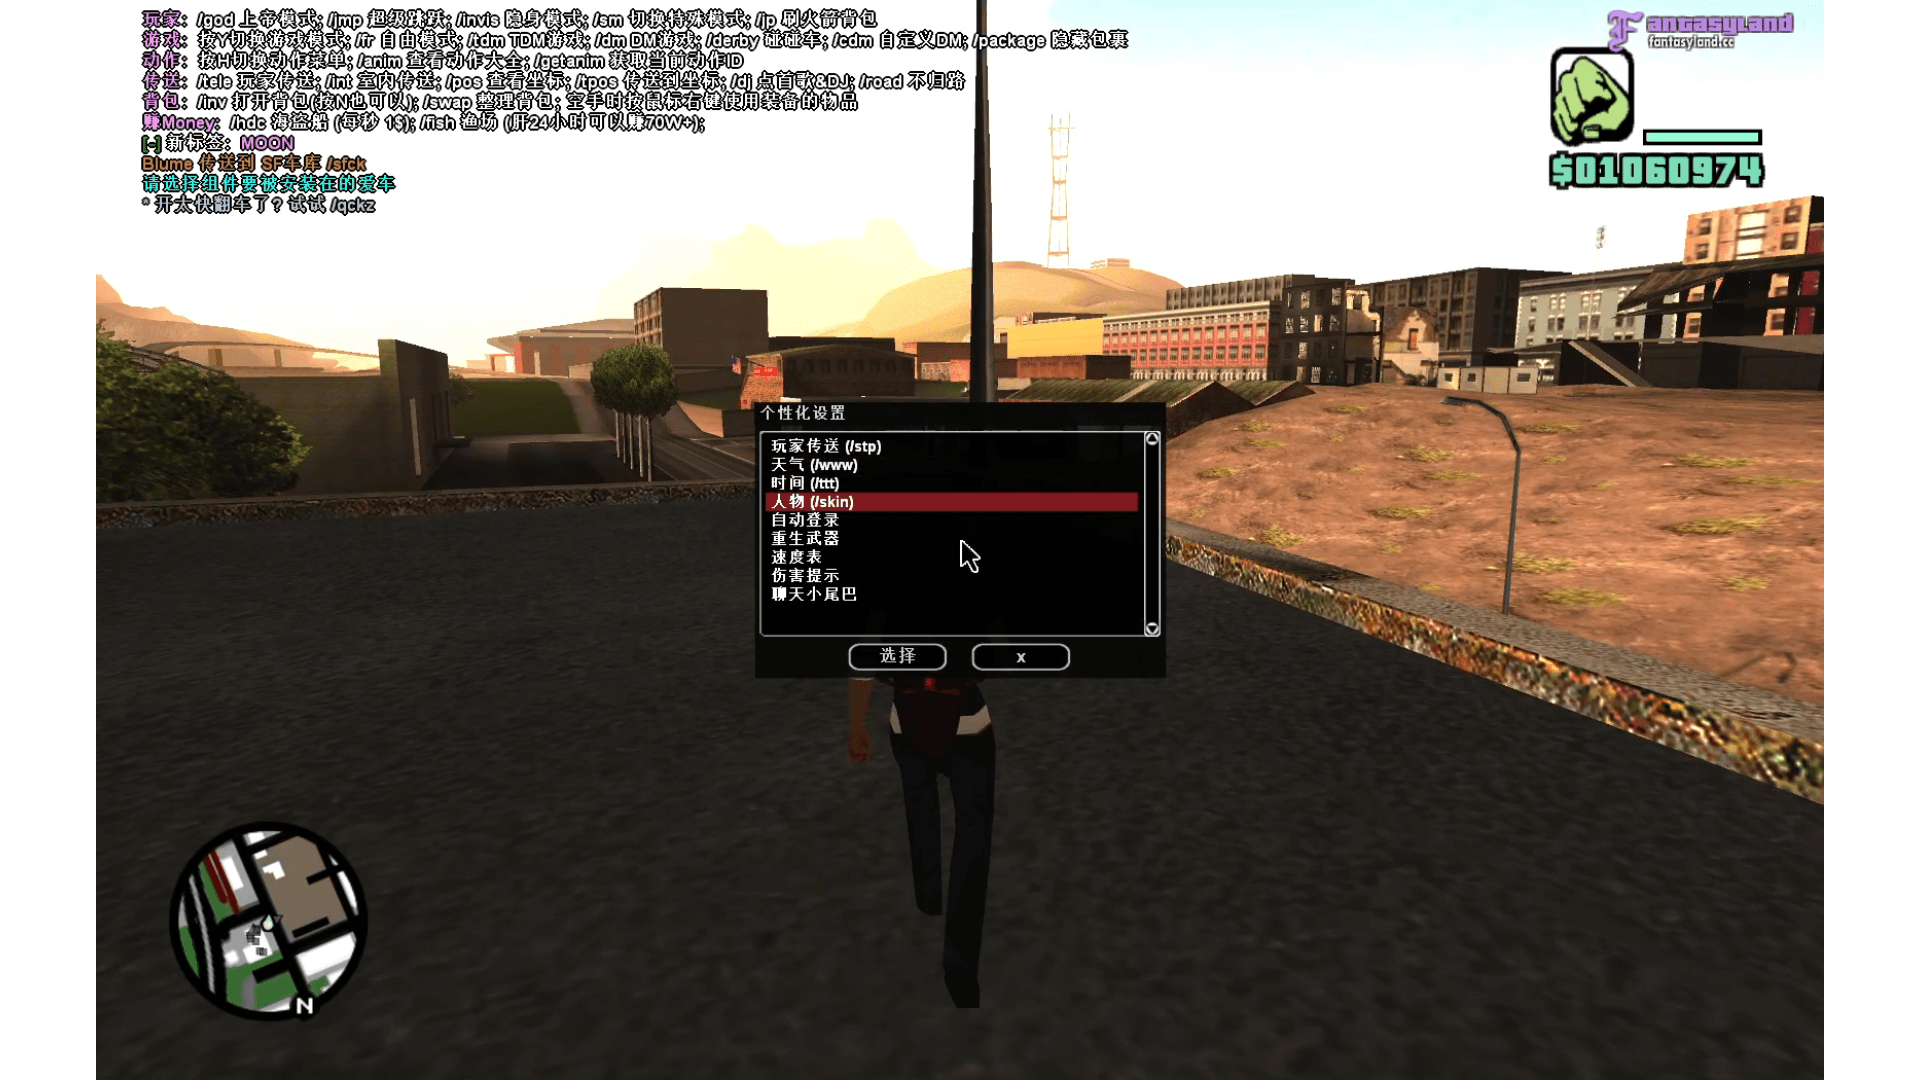 玩家: /god 上帝模式; /jmp 超级跳跃; /invis 隐身模式; /sm 切换特殊模式; /jp 刷火箭背包
游戏: 按Y切换游戏模式; /fr 自由模式; /tdm TDM游戏; /dm DM游戏; /derby 碰碰车; /cdm 自定义DM; /package 隐藏包裹
动作: 按H切换动作菜单; /anim 查看动作大全; /getanim 获取当前动作ID
传送: /tele 玩家传送; /int 室内传送; /pos 查看坐标; /tpos 传送到坐标; /dj 点首歌&DJ; /road 不归路
背包: /inv 打开背包(按N也可以); /swap 整理背包; 空手时按鼠标右键使用装备的物品
赚Money: /hdc 海盗船 (每秒 1$); /fish 渔场 (肝24小时可以赚70W+);
[-] 新标签: MOON
Blume 传送到 SF车库 /sfck
请选择组件要被安装在的爱车
* 开太快翻车了? 试试 /qckz
Fantasyland
fantasyland.cc
$01060974
个性化设置
玩家传送 (/stp)
天气 (/www)
时间 (/ttt)
人物 (/skin)
自动登录
重生武器
速度表
伤害提示
聊天小尾巴
选择 x
N